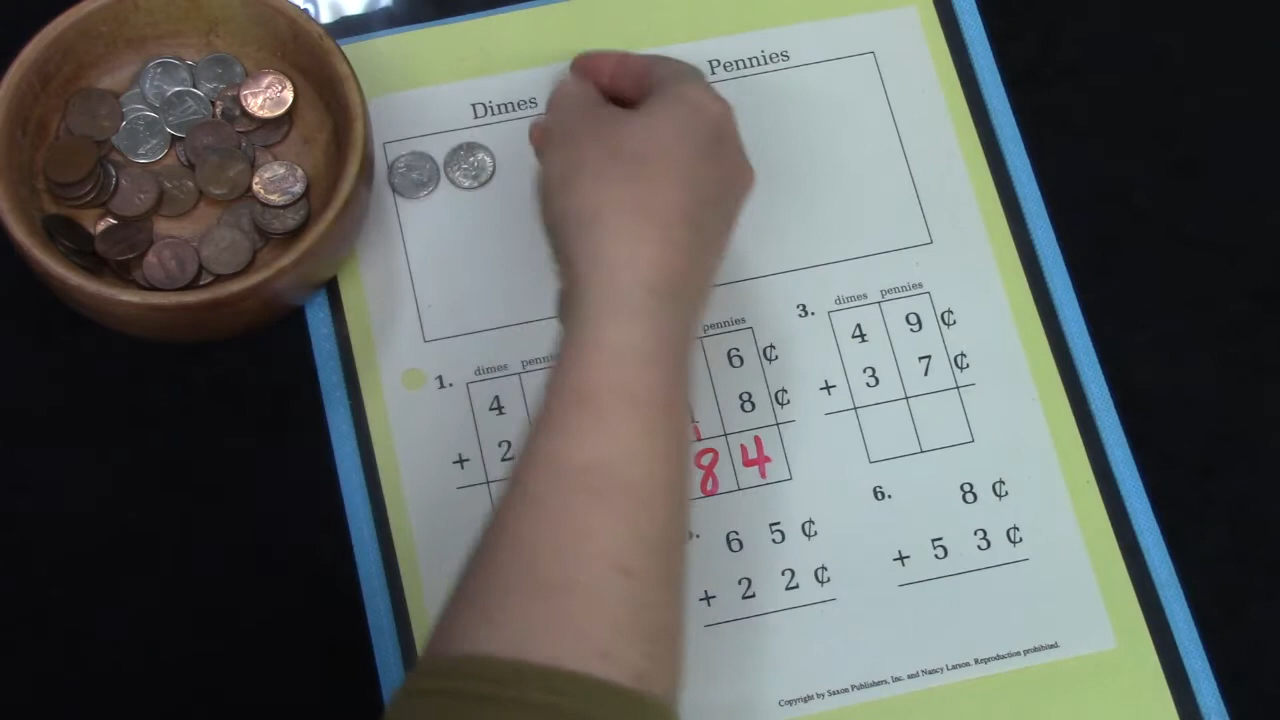 Dimes
Pennies
1.
dimes
4
+ 2
pennies
6 ¢
8 ¢
8 4
3.
dimes pennies
4 9 ¢
+ 3 7 ¢
6 5 ¢
+ 2 2 ¢
6.
8 ¢
+ 5 3 ¢
Copyright by Saxon Publishers, Inc. and Nancy Larson. Reproduction prohibited.